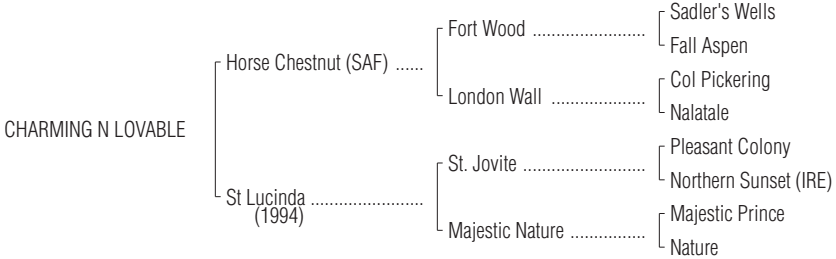 Sadler's Wells
Fort Wood ........................
Fall Aspen
Horse Chestnut (SAF) ......
Col Pickering
London Wall ....................
Nalatale
CHARMING N LOVABLE
Pleasant Colony
St. Jovite ..........................
Northern Sunset (IRE)
St Lucinda ........................
(1994)
Majestic Prince
Majestic Nature ................
Nature